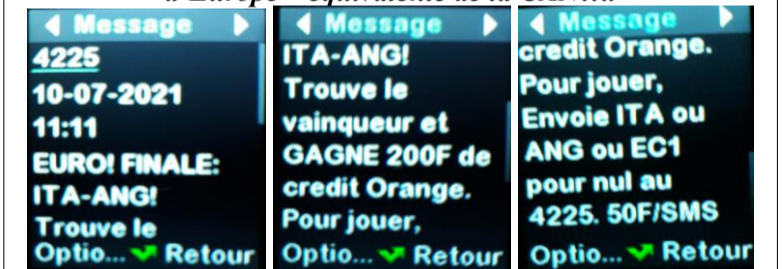 Message
4225
10-07-2021
11:11
EURO! FINALE:
ITA-ANG!
Trouve le
Optio... Retour
Message
ITA-ANG!
Trouve le
vainqueur et
GAGNE 200F de
credit Orange.
Pour jouer,
Optio... Retour
Message
credit Orange.
Pour jouer,
Envoie ITA ou
ANG ou EC1
pour nul au
4225. 50F/SMS
Optio... Retour